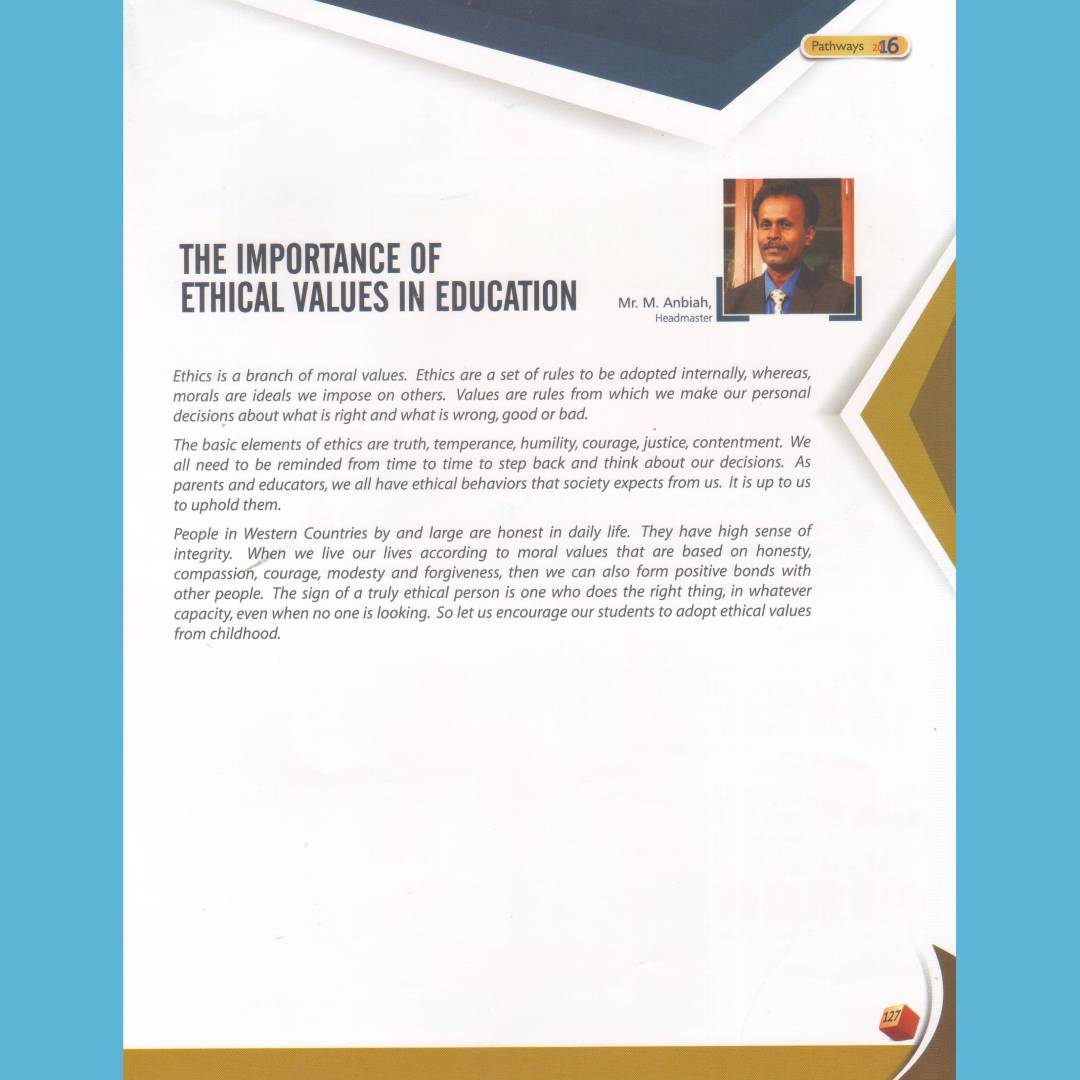 Pathways 2016
THE IMPORTANCE OF
ETHICAL VALUES IN EDUCATION
Mr. M. Anbiah,
Headmaster
Ethics is a branch of moral values. Ethics are a set of rules to be adopted internally, whereas,
morals are ideals we impose on others. Values are rules from which we make our personal
decisions about what is right and what is wrong, good or bad.
The basic elements of ethics are truth, temperance, humility, courage, justice, contentment. We
all need to be reminded from time to time to step back and think about our decisions. As
parents and educators, we all have ethical behaviors that society expects from us. It is up to us
to uphold them.
People in Western Countries by and large are honest in daily life. They have high sense of
integrity. When we live our lives according to moral values that are based on honesty,
compassion, courage, modesty and forgiveness, then we can also form positive bonds with
other people. The sign of a truly ethical person is one who does the right thing, in whatever
capacity, even when no one is looking. So let us encourage our students to adopt ethical values
from childhood.
127